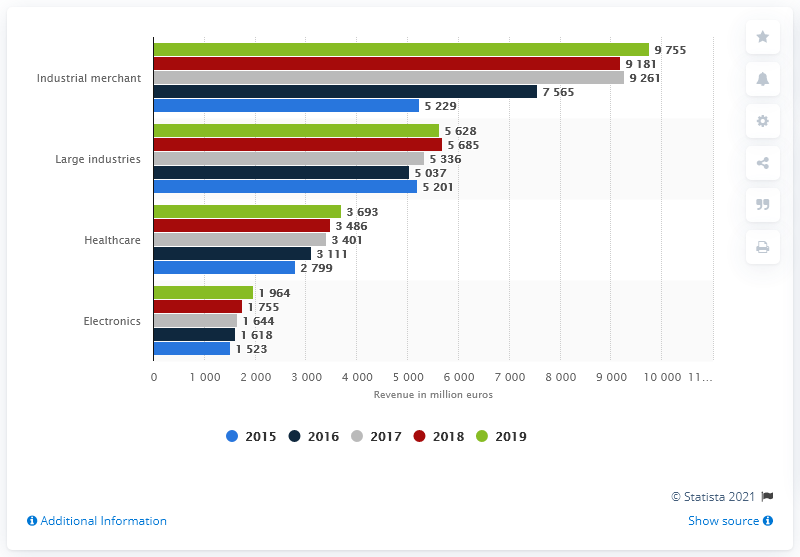 Industrial merchant
9 755
9 181
9 261
7 565
5 229
Large industries
5 628
5 685
5 336
5 037
5 201
Healthcare
3 693
3 486
3 401
3 111
2 799
Electronics
1 964
1 755
1 644
1 618
1 523
0 1 000 2 000 3 000 4 000 5 000 6 000 7 000 8 000 9 000 10 000 11...
Revenue in million euros
2015 2016 2017 2018 2019
© Statista 2021
Additional Information
Show source